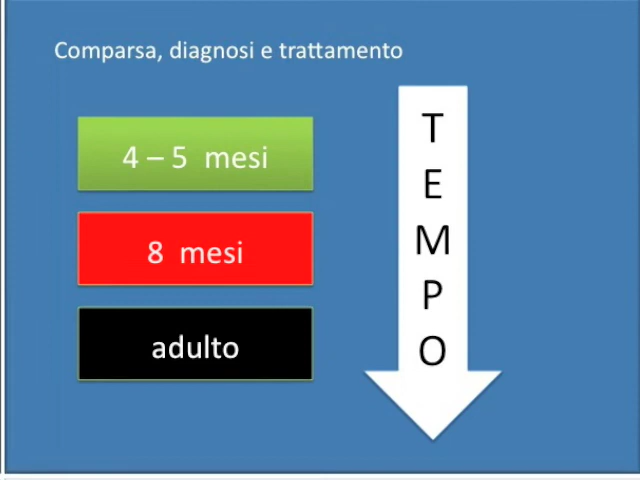 Comparsa, diagnosi e trattamento
4 – 5 mesi
8 mesi
adulto
T
E
M
P
O